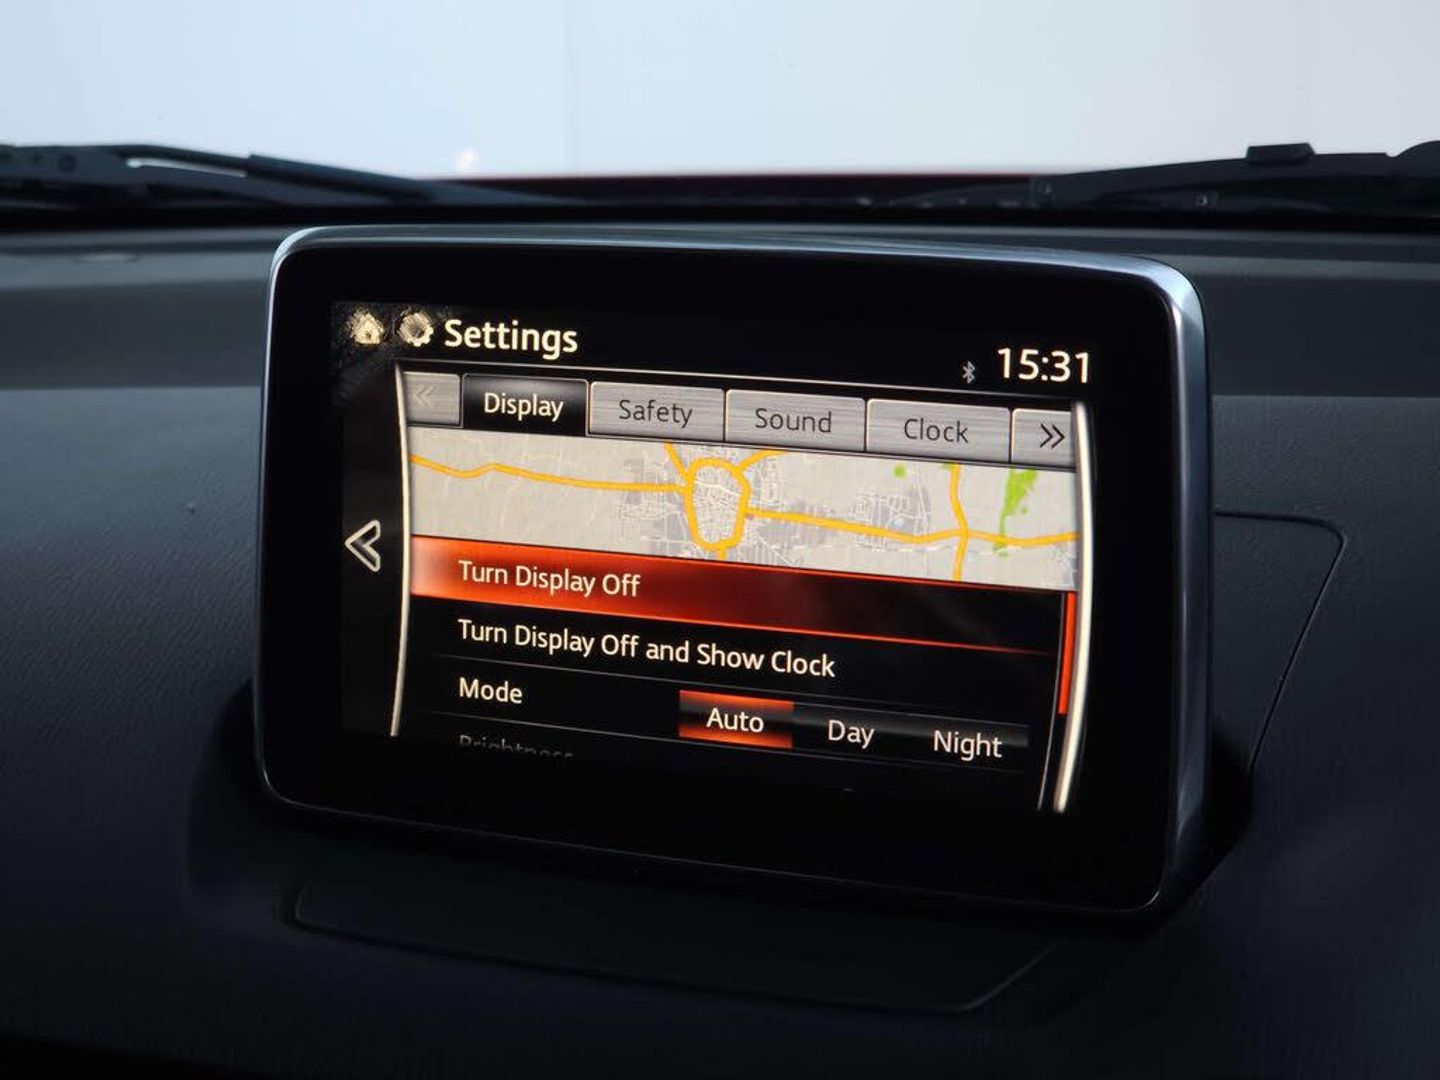 Settings
15:31
Display Safety Sound Clock
Turn Display Off
Turn Display Off and Show Clock
Mode Auto Day Night
Brightness